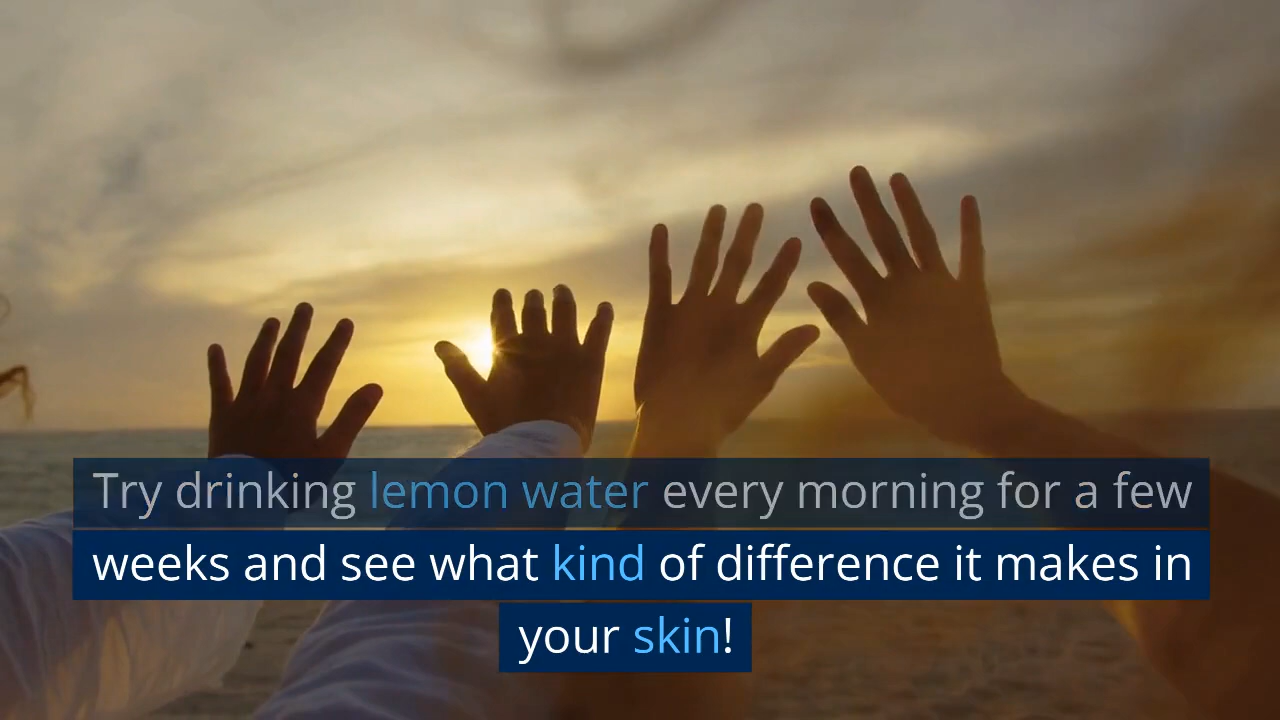 Try drinking lemon water every morning for a few
weeks and see what kind of difference it makes in
your skin!